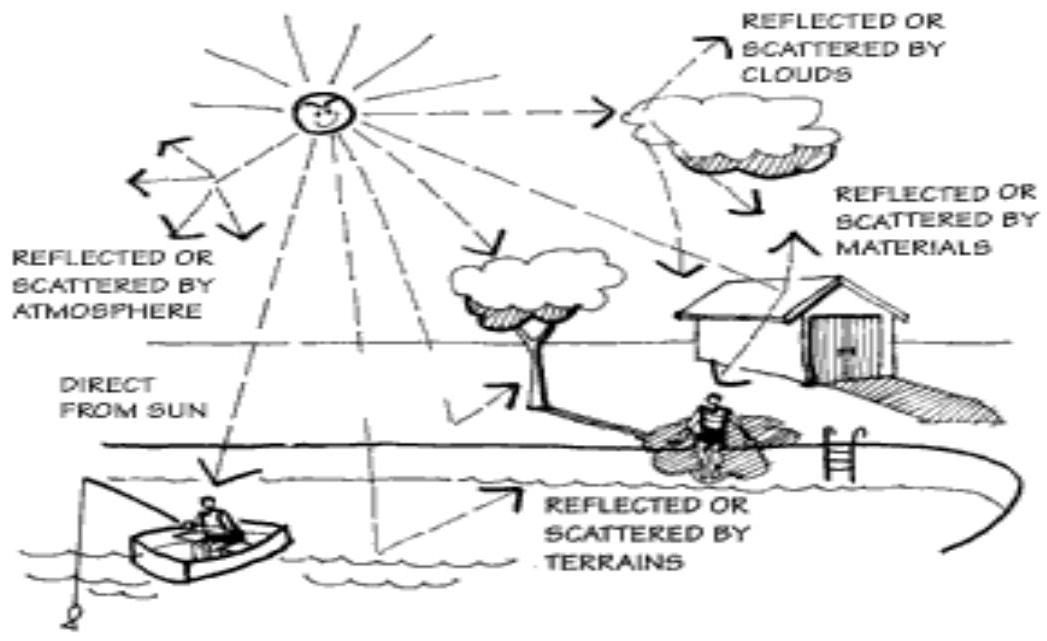 REFLECTED OR
SCATTERED BY
CLOUDS
REFLECTED OR
SCATTERED BY
MATERIALS
REFLECTED OR
SCATTERED BY
ATMOSPHERE
DIRECT
FROM SUN
REFLECTED OR
SCATTERED BY
TERRAINS